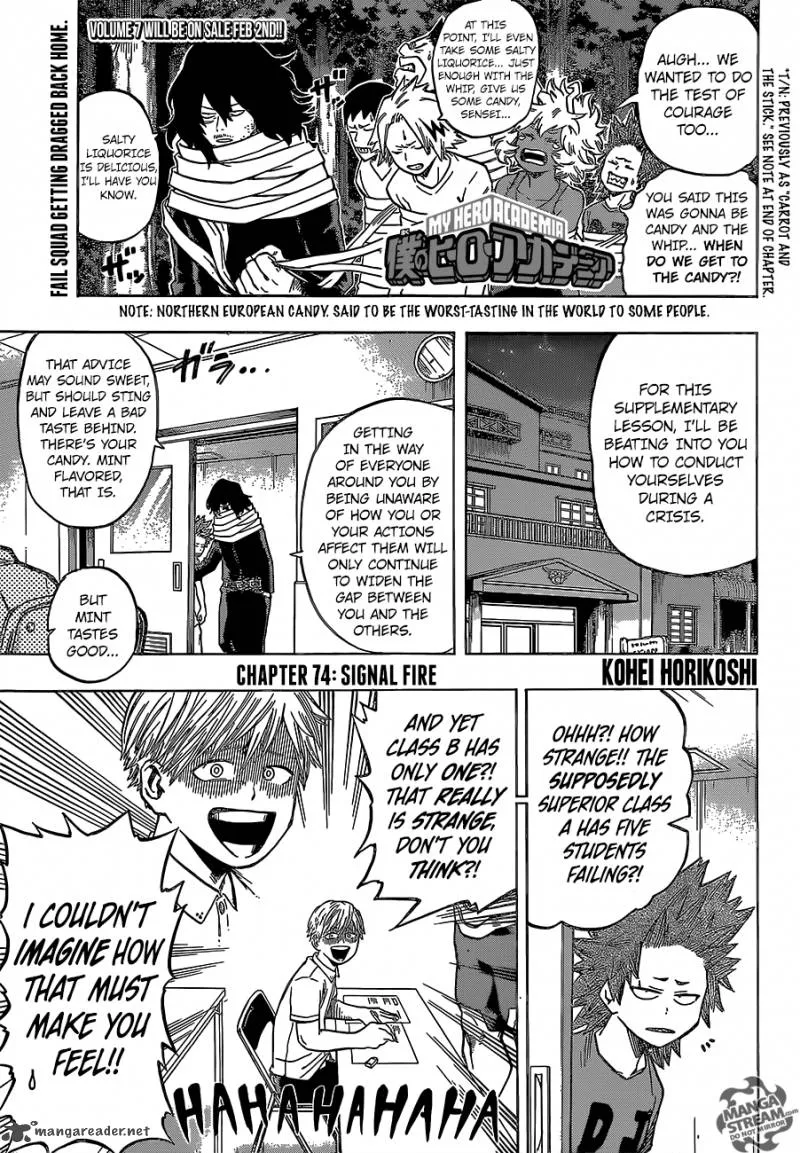 *T/N: PREVIOUSLY AS "CARROT AND
THE STICK." SEE NOTE AT END OF CHAPTER.
AUGH... WE
WANTED TO DO
THE TEST OF
COURAGE
TOO...
YOU SAID THIS
WAS GONNA BE
CANDY AND THE
WHIP... WHEN
DO WE GET TO
THE CANDY?!
AT THIS
POINT, I'LL EVEN
TAKE SOME SALTY
LIQUORICE... JUST
ENOUGH WITH THE
WHIP, GIVE US
SOME CANDY,
SENSEI...
VOLUME 7 WILL BE ON SALE FEB 2ND!!
SALTY
LIQUORICE
IS DELICIOUS,
I'LL HAVE YOU
KNOW.
MY HERO ACADEMIA
僕のヒーローアカデミア
FAIL SQUAD GETTING DRAGGED BACK HOME.
NOTE: NORTHERN EUROPEAN CANDY. SAID TO BE THE WORST-TASTING IN THE WORLD TO SOME PEOPLE.
FOR THIS
SUPPLEMENTARY
LESSON, I'LL BE
BEATING INTO YOU
HOW TO CONDUCT
YOURSELVES
DURING A
CRISIS.
ガラ...
GETTING
IN THE WAY
OF EVERYONE
AROUND YOU BY
BEING UNAWARE
OF HOW YOU OR
YOUR ACTIONS
AFFECT THEM WILL
ONLY CONTINUE
TO WIDEN THE
GAP BETWEEN
YOU AND THE
OTHERS.
THAT ADVICE
MAY SOUND SWEET,
BUT SHOULD STING
AND LEAVE A BAD
TASTE BEHIND.
THERE'S YOUR
CANDY. MINT
FLAVORED,
THAT IS.
BUT
MINT
TASTES
GOOD...
CHAPTER 74: SIGNAL FIRE
KOHEI HORIKOSHI
OHHH?! HOW
STRANGE!! THE
SUPPOSEDLY
SUPERIOR CLASS
A HAS FIVE
STUDENTS
FAILING?!
AND YET
CLASS B HAS
ONLY ONE?!
THAT REALLY
IS STRANGE,
DON'T YOU
THINK?!
I COULDN'T
IMAGINE HOW
THAT MUST
MAKE YOU
FEEL!!
HAHAHAHAHA
MANGA
STREAM.COM
DO NOT MIRROR
mangareader.net